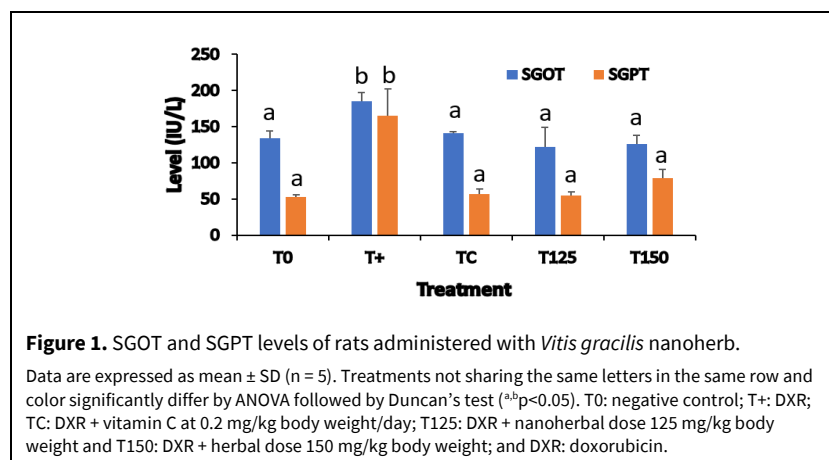 SGOT SGPT
b b
a a a a
a a a a
250
200
150
100
50
0
Level (IU/L)
T0 T+ TC T125 T150
Treatment
Figure 1. SGOT and SGPT levels of rats administered with Vitis gracilis nanoherb.
Data are expressed as mean ± SD (n = 5). Treatments not sharing the same letters in the same row and
color significantly differ by ANOVA followed by Duncan's test (a,bp<0.05). T0: negative control; T+: DXR;
TC: DXR + vitamin C at 0.2 mg/kg body weight/day; T125: DXR + nanoherbal dose 125 mg/kg body
weight and T150: DXR + herbal dose 150 mg/kg body weight; and DXR: doxorubicin.